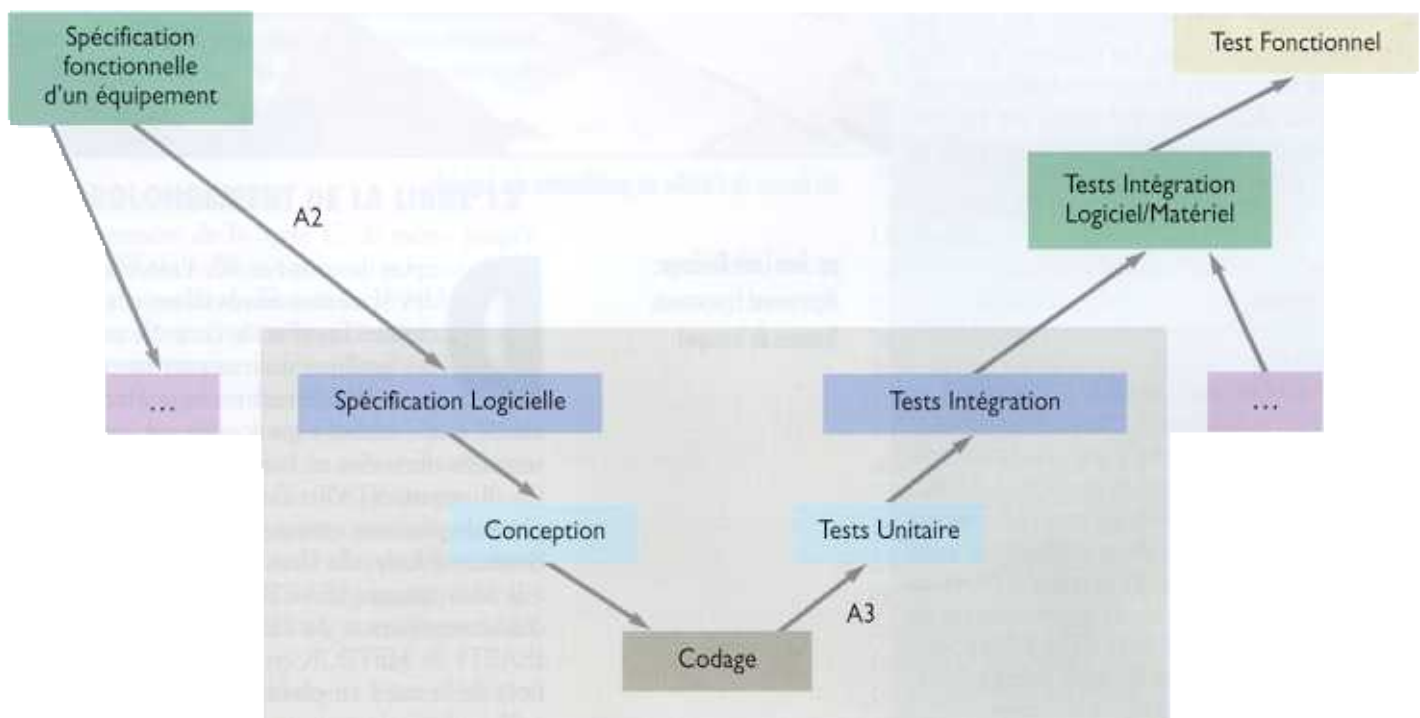 Spécification
fonctionnelle
d'un équipement
Test Fonctionnel
Tests Intégration
Logiciel/Matériel
A2
...
Spécification Logicielle
Tests Intégration
...
Conception
Tests Unitaire
A3
Codage